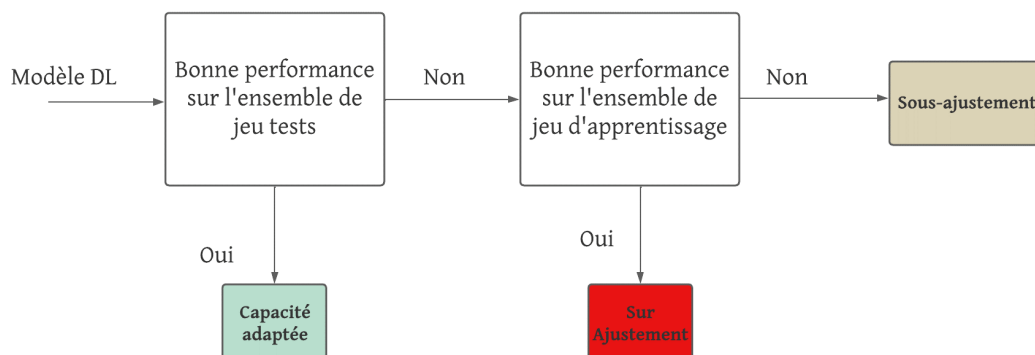 Modèle DL
Bonne performance
sur l'ensemble de
jeu tests
Non
Bonne performance
sur l'ensemble de
jeu d'apprentissage
Non
Sous-ajustement
Oui
Oui
Capacité
adaptée
Sur
Ajustement